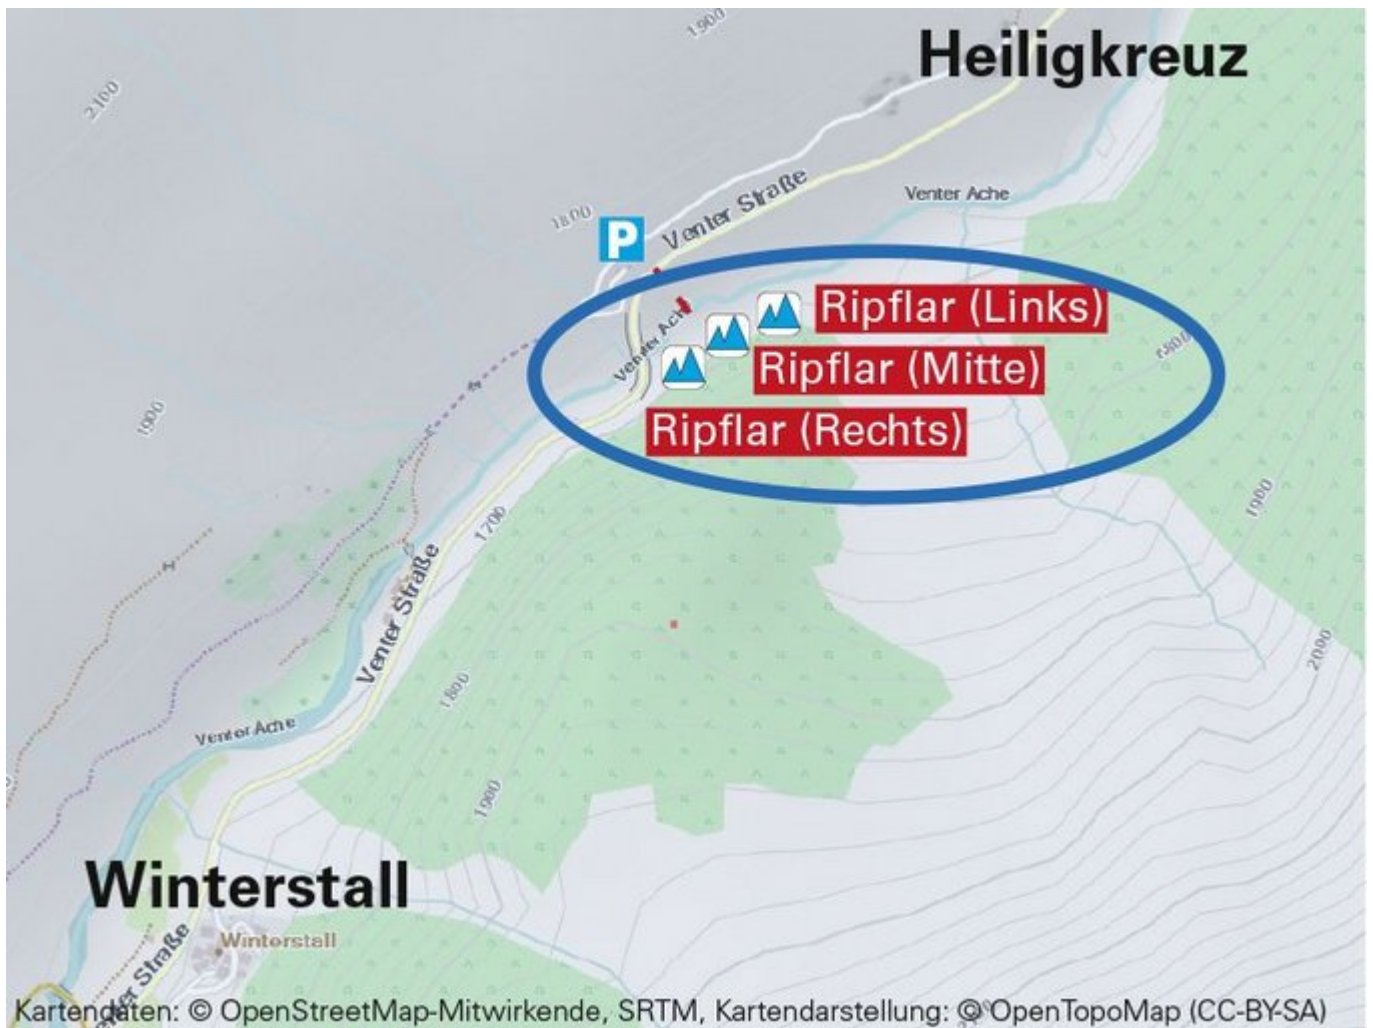 1900
Heiligkreuz
2100
Venter Ache
Venter Straße
1800
P
Ripflar (Links)
Venter Ache
1800
Ripflar (Mitte)
Ripflar (Rechts)
1900
1900
1700
Venter Straße
2000
1800
Venter Ache
1900
Winterstall
Winterstall
Venter Straße
Kartendaten: © OpenStreetMap-Mitwirkende, SRTM, Kartendarstellung: © OpenTopoMap (CC-BY-SA)